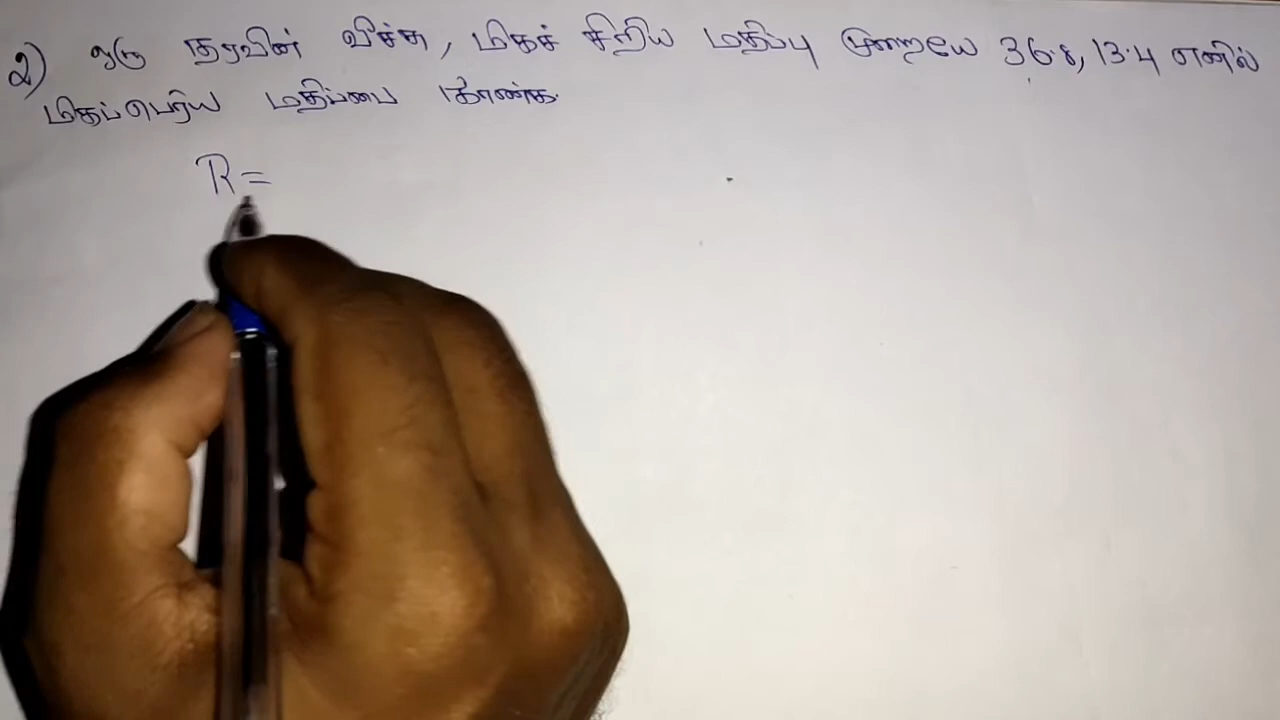 2) ஒரு தரவின் வீச்சு, மிகச் சிறிய மதிப்பு முறையே 36.8, 13.4 எனில்
மிகப்பெரிய மதிப்பை காண்க.
R =